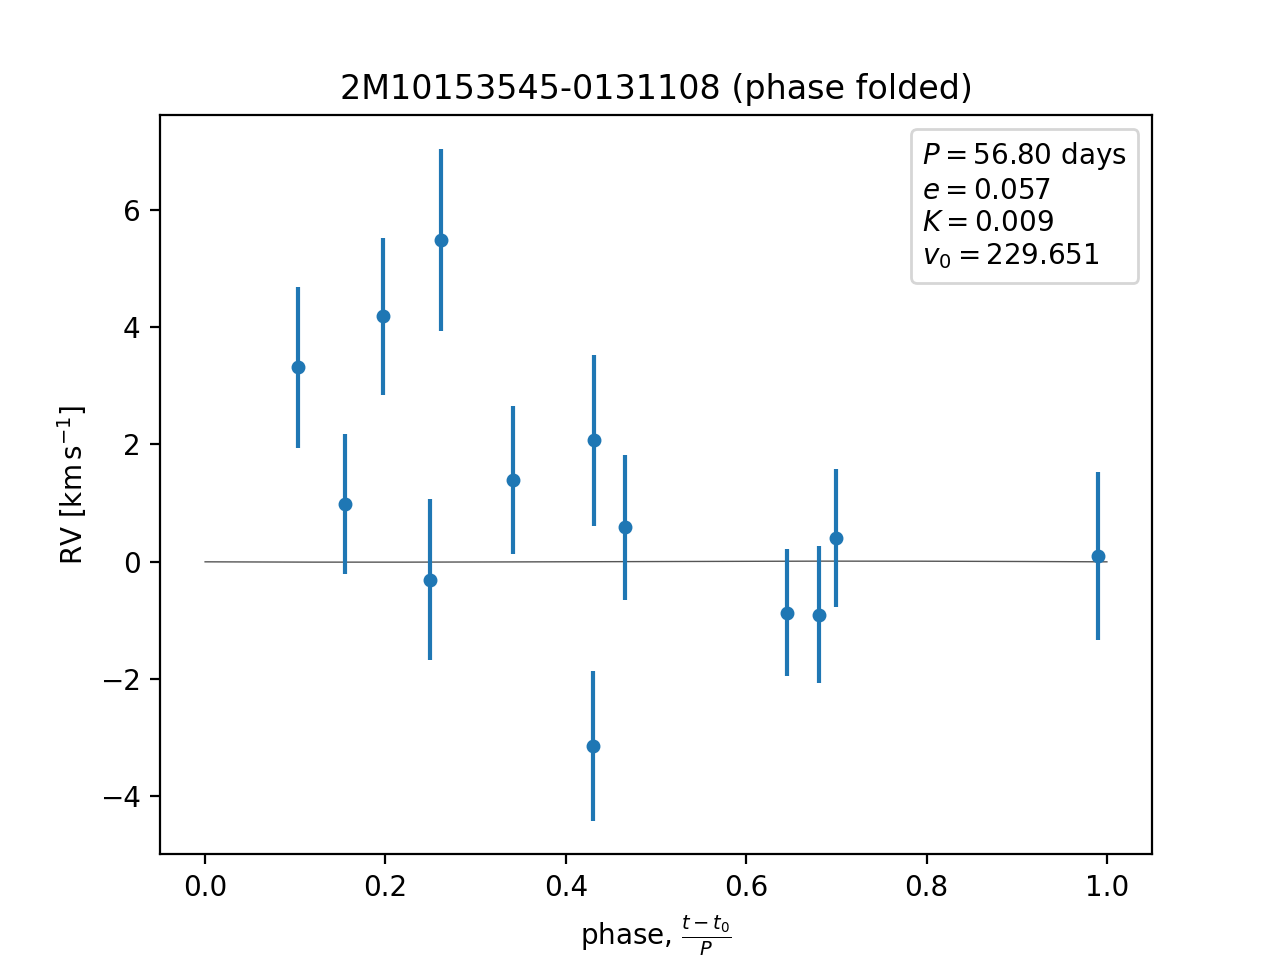 2M10153545-0131108 (phase folded)
P = 56.80 days
e = 0.057
K = 0.009
v₀ = 229.651
RV [km s⁻¹]
6
4
2
0
−2
−4
0.0 0.2 0.4 0.6 0.8 1.0
phase, (t − t₀)/P